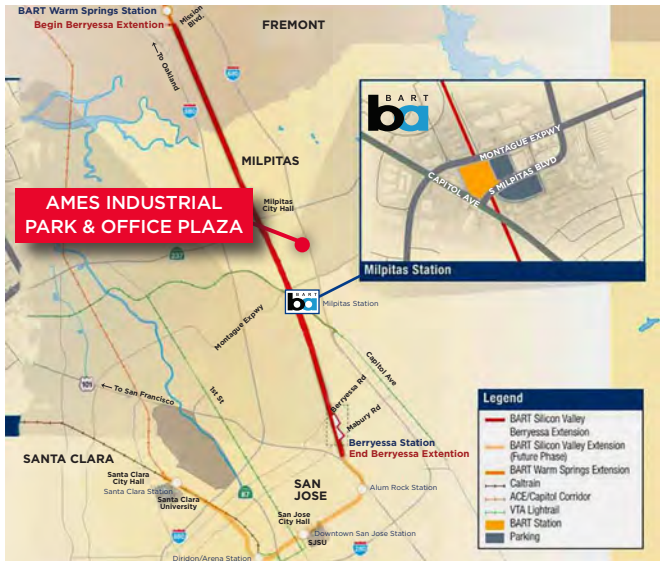 BART Warm Springs Station
Begin Berryessa Extention
Mission
Blvd.
FREMONT
To Oakland
680
880
MILPITAS
AMES INDUSTRIAL
PARK & OFFICE PLAZA
Milpitas
City Hall
237
BART
ba
MONTAGUE EXPWY
CAPITOL AVE
S MILPITAS BLVD
Milpitas Station
BART
ba
Milpitas Station
Montague Expwy
Capitol Ave
101
To San Francisco
1st St
Berryessa Rd
Mabury Rd
Berryessa Station
End Berryessa Extention
SANTA CLARA
Santa Clara
City Hall
Santa Clara Station
Santa Clara
University
87
SAN
JOSE
Alum Rock Station
San Jose
City Hall
Downtown San Jose Station
SJSU
880
280
Diridon/Arena Station
Legend
BART Silicon Valley
Berryessa Extension
BART Silicon Valley Extension
(Future Phase)
BART Warm Springs Extension
Caltrain
ACE/Capitol Corridor
VTA Lightrail
BART Station
Parking